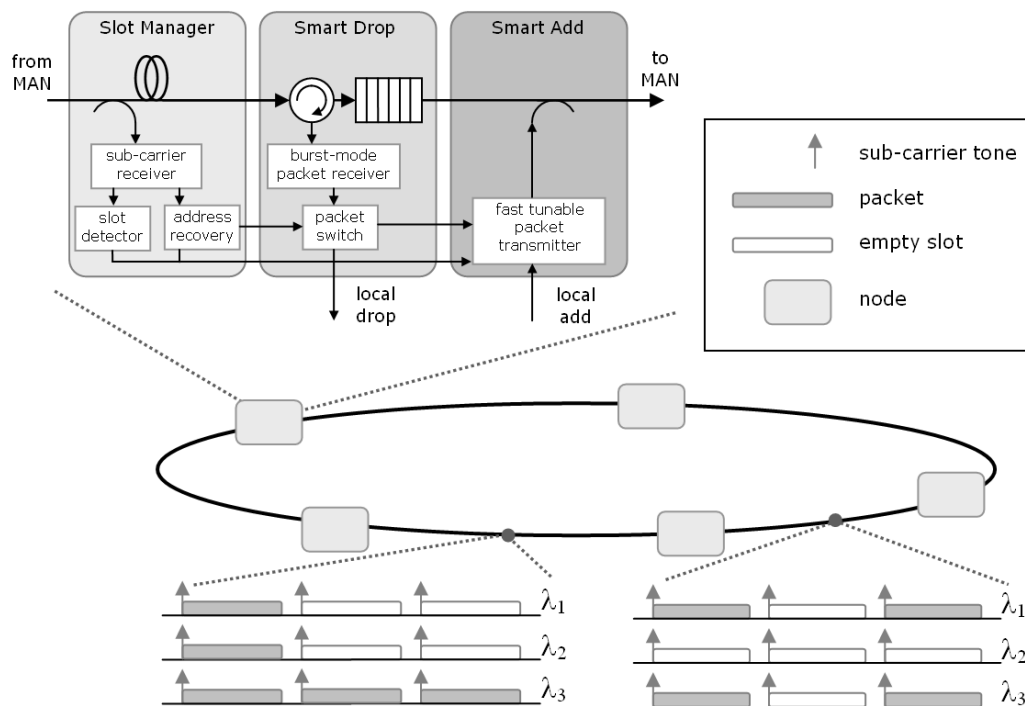 Slot Manager
Smart Drop
Smart Add
from
MAN
to
MAN
sub-carrier
receiver
burst-mode
packet receiver
slot
detector
address
recovery
packet
switch
fast tunable
packet
transmitter
local
drop
local
add
sub-carrier tone
packet
empty slot
node
λ1
λ2
λ3
λ1
λ2
λ3